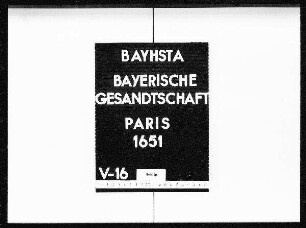 BAYHSTA
BAYERISCHE
GESANDTSCHAFT
PARIS
1651
V-16